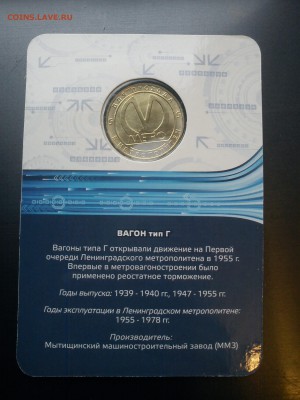 COINS.LAVE.RU
МЕТРО
ВАГОН тип Г
Вагоны типа Г открывали движение на Первой
очереди Ленинградского метрополитена в 1955 г.
Впервые в метровагоностроении было
применено реостатное торможение.
Годы выпуска: 1939 - 1940 гг., 1947 - 1955 гг.
Годы эксплуатации в Ленинградском метрополитене:
1955 - 1978 гг.
Производитель:
Мытищинский машиностроительный завод (ММЗ)